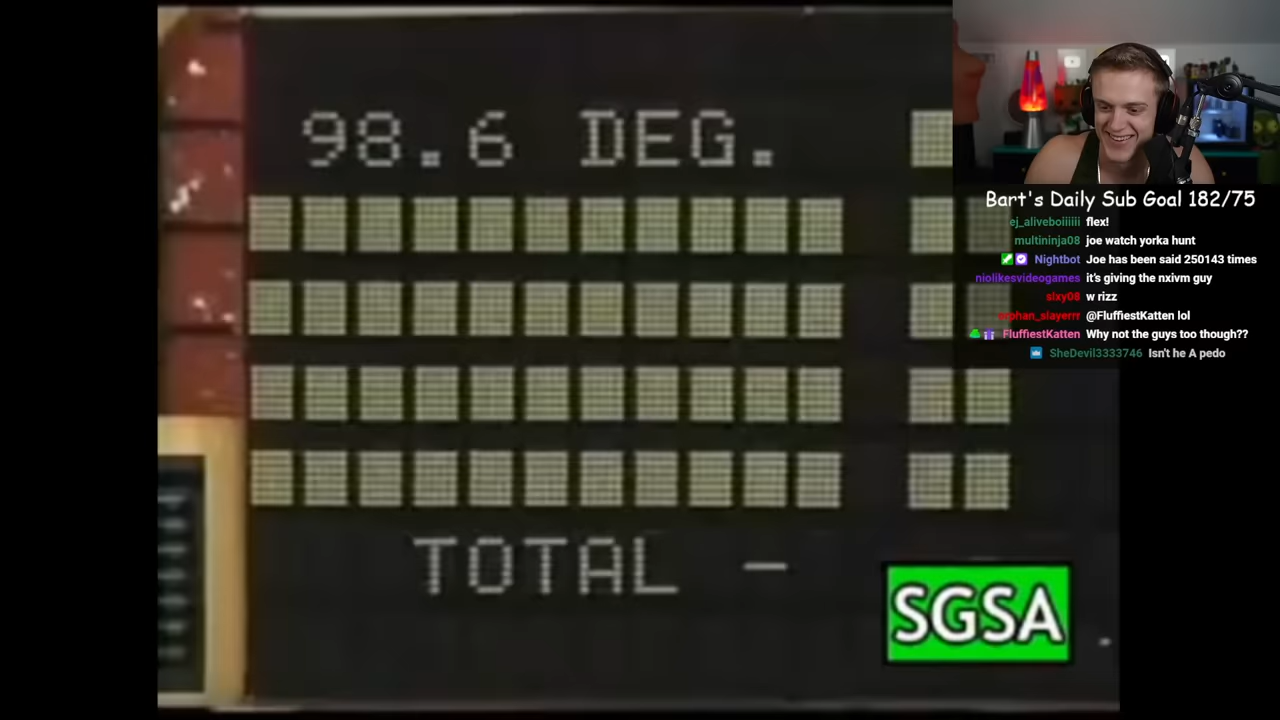 98.6 DEG.
TOTAL –
SGSA
Bart's Daily Sub Goal 182/75
ej_aliveboiiiiii flex!
multininja08 joe watch yorka hunt
Nightbot Joe has been said 250143 times
niolikesvideogames it's giving the nxivm guy
slxy08 w rizz
orphan_slayerrr @FluffiestKatten lol
FluffiestKatten Why not the guys too though??
SheDevil3333746 Isn't he A pedo